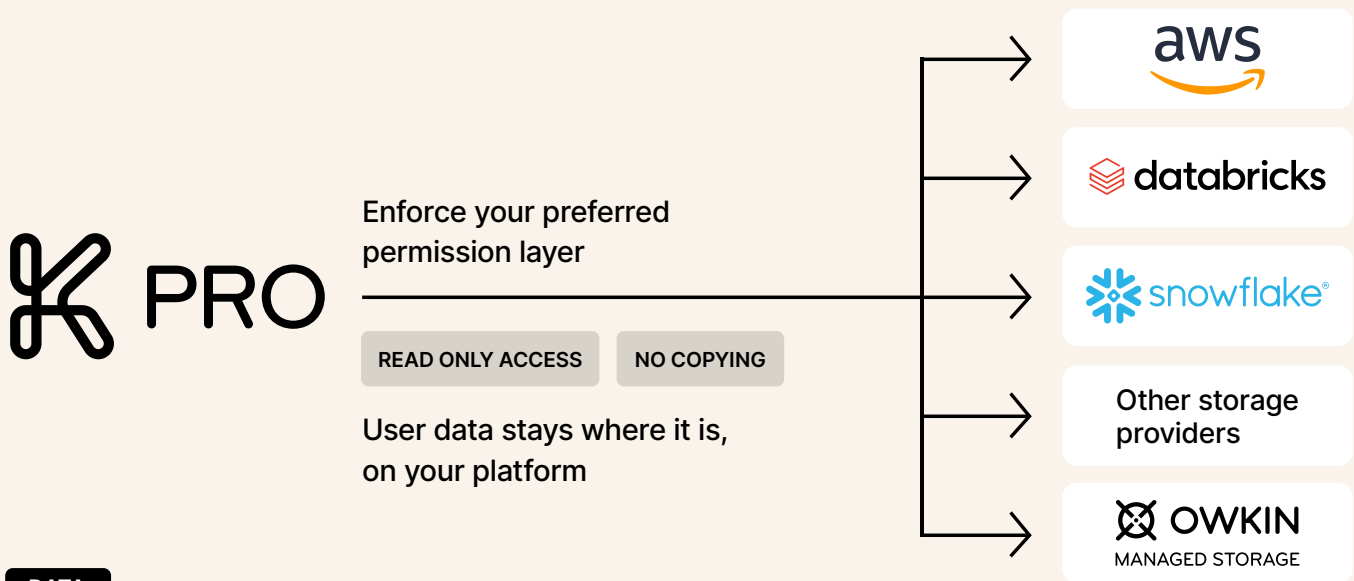 K PRO
Enforce your preferred
permission layer
READ ONLY ACCESS
NO COPYING
User data stays where it is,
on your platform
aws
databricks
snowflake®
Other storage
providers
OWKIN
MANAGED STORAGE